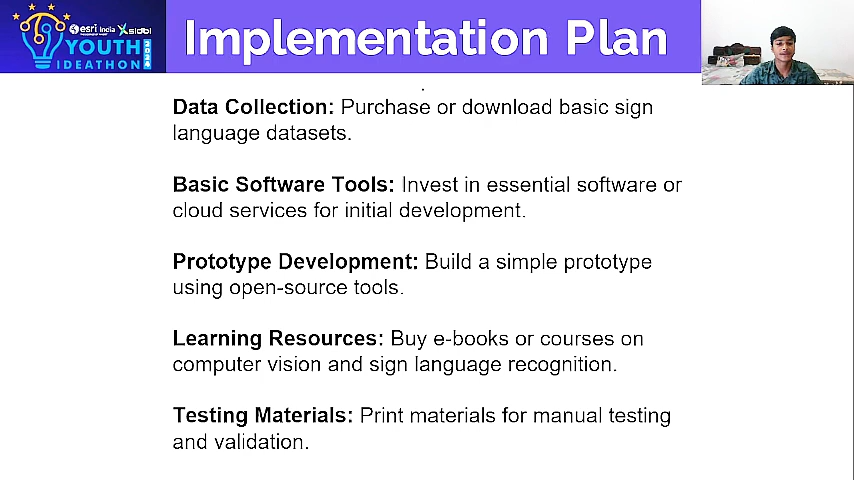 esri India
sidbi
YOUTH
2024
IDEATHON
Implementation Plan
Data Collection: Purchase or download basic sign
language datasets.
Basic Software Tools: Invest in essential software or
cloud services for initial development.
Prototype Development: Build a simple prototype
using open-source tools.
Learning Resources: Buy e-books or courses on
computer vision and sign language recognition.
Testing Materials: Print materials for manual testing
and validation.